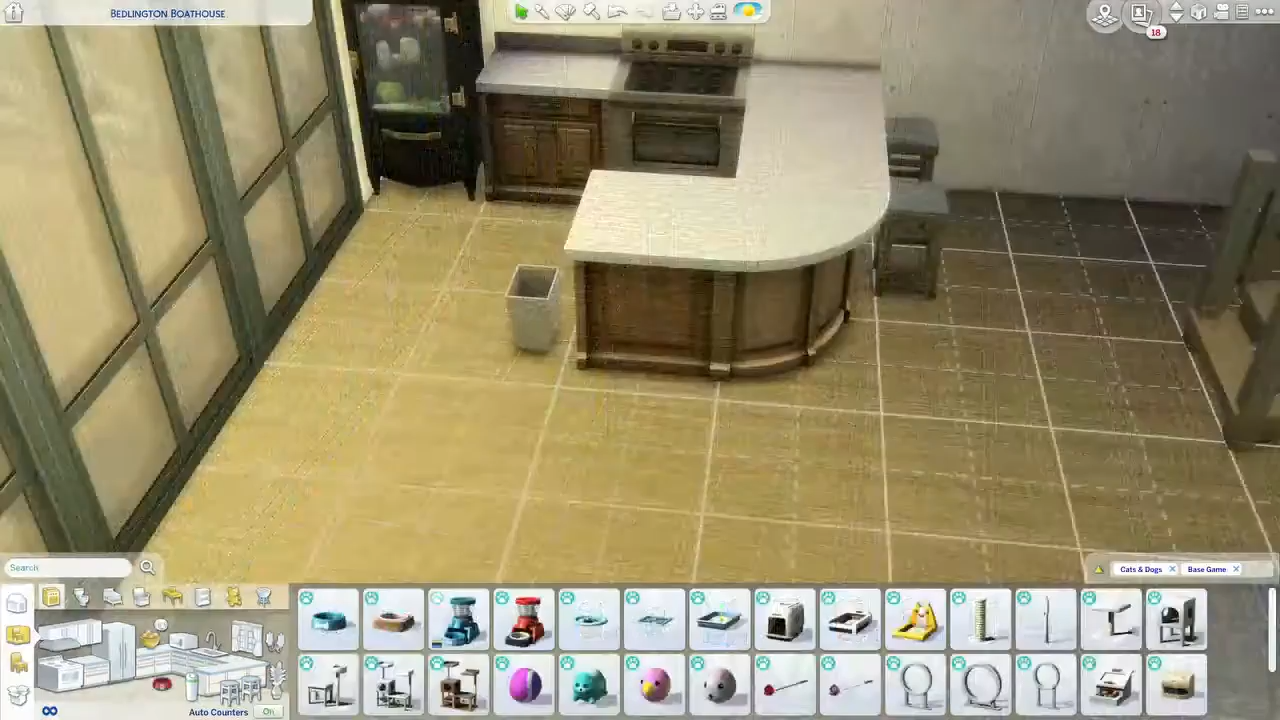 BEDLINGTON BOATHOUSE
18
Search
Cats & Dogs
Base Game
Auto Counters On